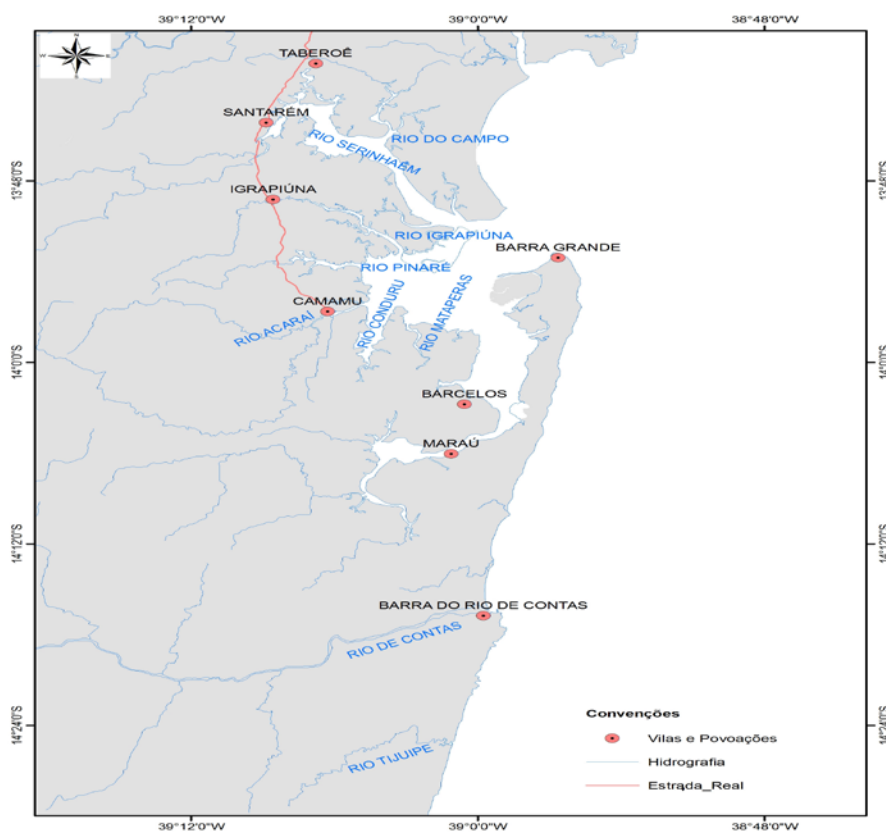 39°12'0"W 39°0'0"W 38°48'0"W
N
W E
S
TABEROÊ
SANTARÉM
RIO DO CAMPO
RIO SERINHAÊM
13°48'0"S 13°48'0"S
IGRAPIÚNA
RIO IGRAPIÚNA
BARRA GRANDE
RIO PINARÉ
CAMAMU
RIO ACARAÍ
RIO CONDURU
RIO MATAPERAS
14°0'0"S 14°0'0"S
BARCELOS
MARAÚ
14°12'0"S 14°12'0"S
BARRA DO RIO DE CONTAS
RIO DE CONTAS
Convenções
14°24'0"S 14°24'0"S
Vilas e Povoações
RIO TIJUIPE
Hidrografia
Estrada_Real
39°12'0"W 39°0'0"W 38°48'0"W